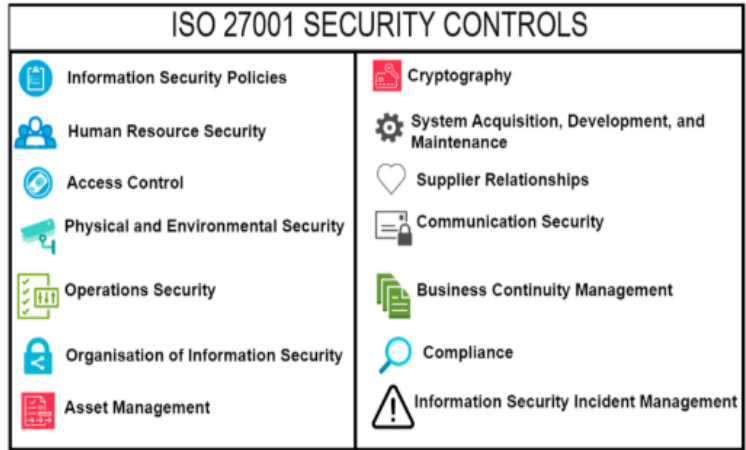 ISO 27001 SECURITY CONTROLS
Information Security Policies
Human Resource Security
Access Control
Physical and Environmental Security
Operations Security
Organisation of Information Security
Asset Management
Cryptography
System Acquisition, Development, and
Maintenance
Supplier Relationships
Communication Security
Business Continuity Management
Compliance
Information Security Incident Management